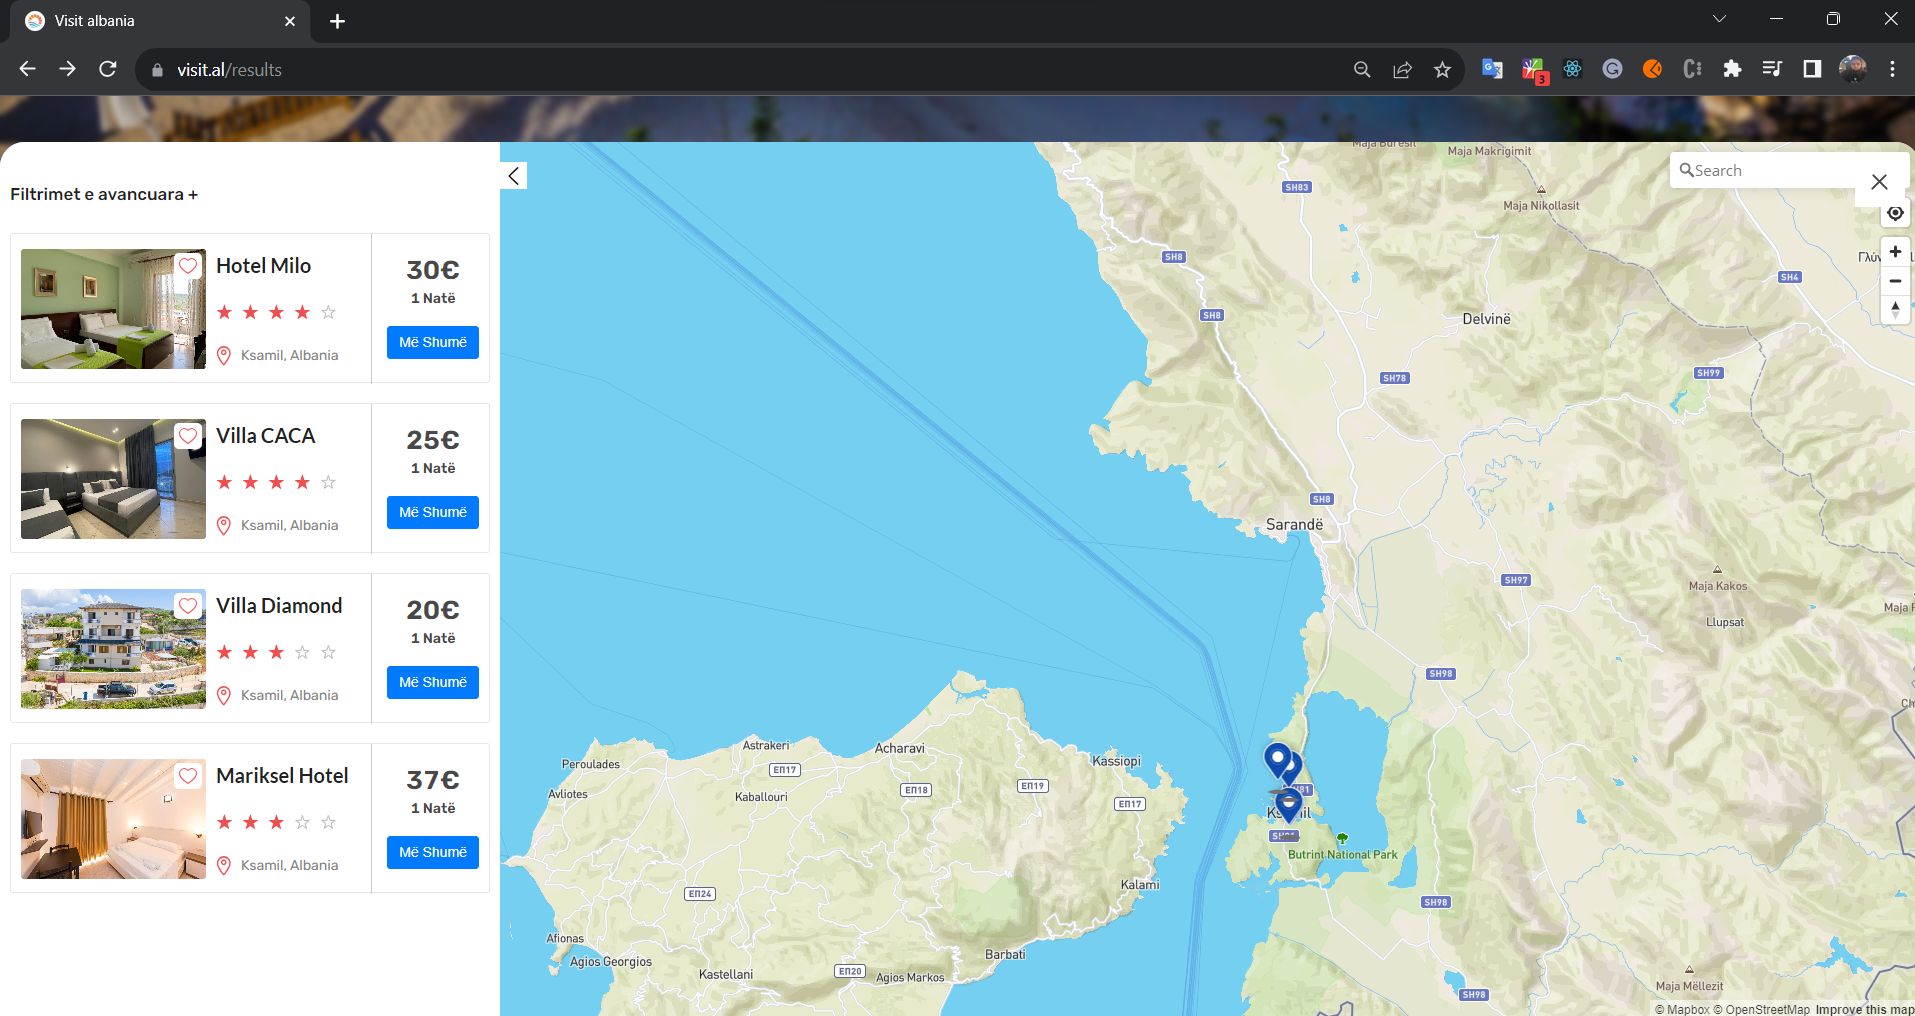 Visit albania
visit.al/results
3
Filtrimet e avancuara +
Hotel Milo
30€
1 Natë
Më Shumë
Ksamil, Albania
Villa CACA
25€
1 Natë
Më Shumë
Ksamil, Albania
Villa Diamond
20€
1 Natë
Më Shumë
Ksamil, Albania
Mariksel Hotel
37€
1 Natë
Më Shumë
Ksamil, Albania
Search
Maja Buresit
Maja Makrigimit
SH83
Maja Nikollasit
SH8
SH4
SH8
Delvinë
SH78
SH99
SH8
Sarandë
SH97
Maja Kakos
Llupsat
SH98
Astrakeri
Acharavi
Peroulades
ΕΠ17
Kassiopi
Avliotes
Kaballouri
ΕΠ18
ΕΠ19
ΕΠ17
Butrint National Park
Kalami
ΕΠ24
SH98
Afionas
Agios Georgios
Barbati
Kastellani
ΕΠ20
Agios Markos
Maja Mëllezit
SH98
© Mapbox © OpenStreetMap Improve this map